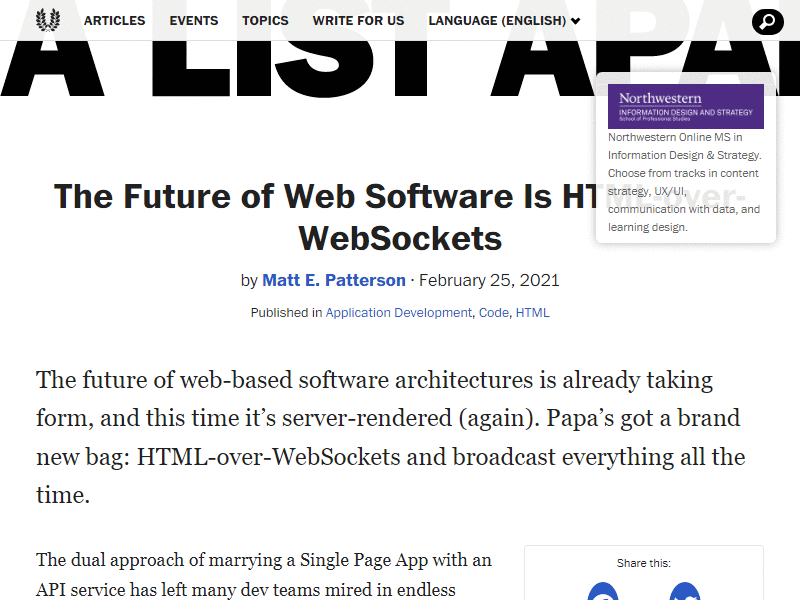 ARTICLES EVENTS TOPICS WRITE FOR US LANGUAGE (ENGLISH)
A LIST APA
Northwestern
INFORMATION DESIGN AND STRATEGY
School of Professional Studies
Northwestern Online MS in
Information Design & Strategy.
Choose from tracks in content
strategy, UX/UI,
communication with data, and
learning design.
The Future of Web Software Is HTML-over-
WebSockets
by Matt E. Patterson · February 25, 2021
Published in Application Development, Code, HTML
The future of web-based software architectures is already taking
form, and this time it’s server-rendered (again). Papa’s got a brand
new bag: HTML-over-WebSockets and broadcast everything all the
time.
The dual approach of marrying a Single Page App with an
API service has left many dev teams mired in endless
Share this: